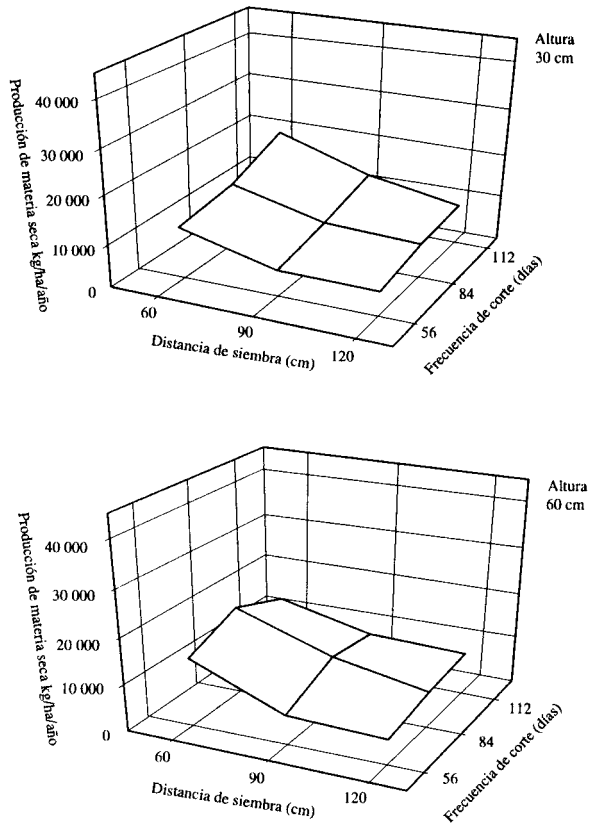 Altura
30 cm
Producción de materia seca kg/ha/año
40 000
30 000
20 000
10 000
0
60
90
120
Distancia de siembra (cm)
56
84
112
Frecuencia de corte (días)
Altura
60 cm
Producción de materia seca kg/ha/año
40 000
30 000
20 000
10 000
0
60
90
120
Distancia de siembra (cm)
56
84
112
Frecuencia de corte (días)